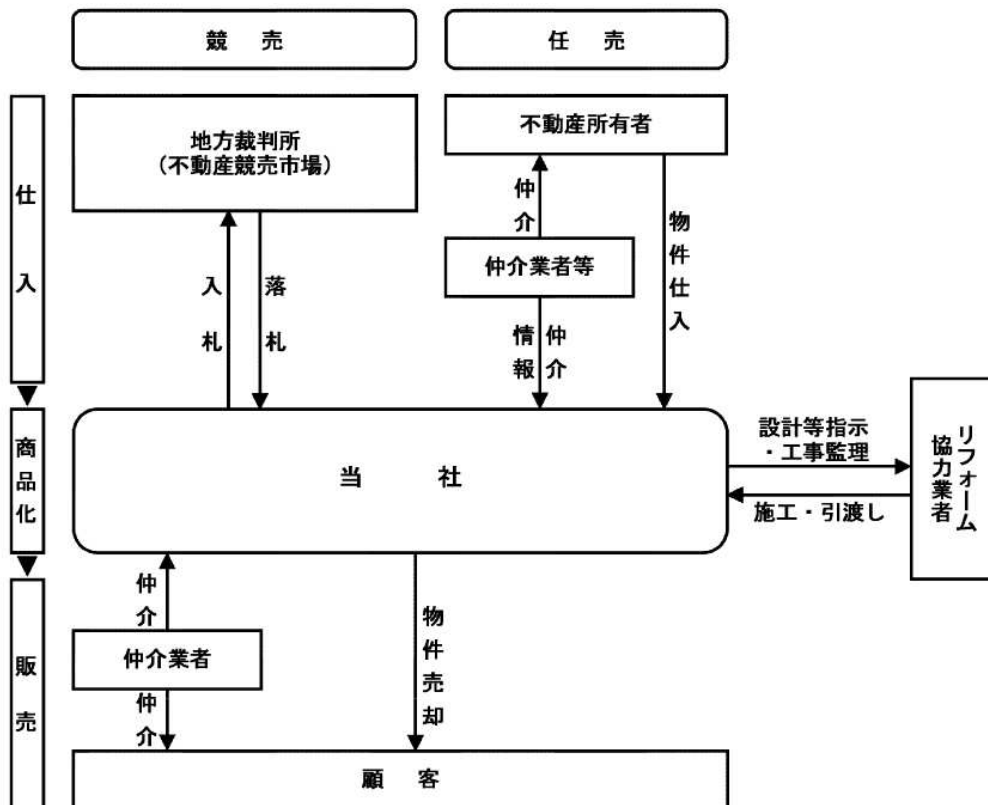 競　売
任　売
仕入
地方裁判所
（不動産競売市場）
不動産所有者
仲介
仲介業者等
物件仕入
入札
落札
情報
仲介
商品化
当　社
設計等指示
・工事監理
施工・引渡し
リフォーム
協力業者
販売
仲介
仲介業者
仲介
物件売却
顧　客